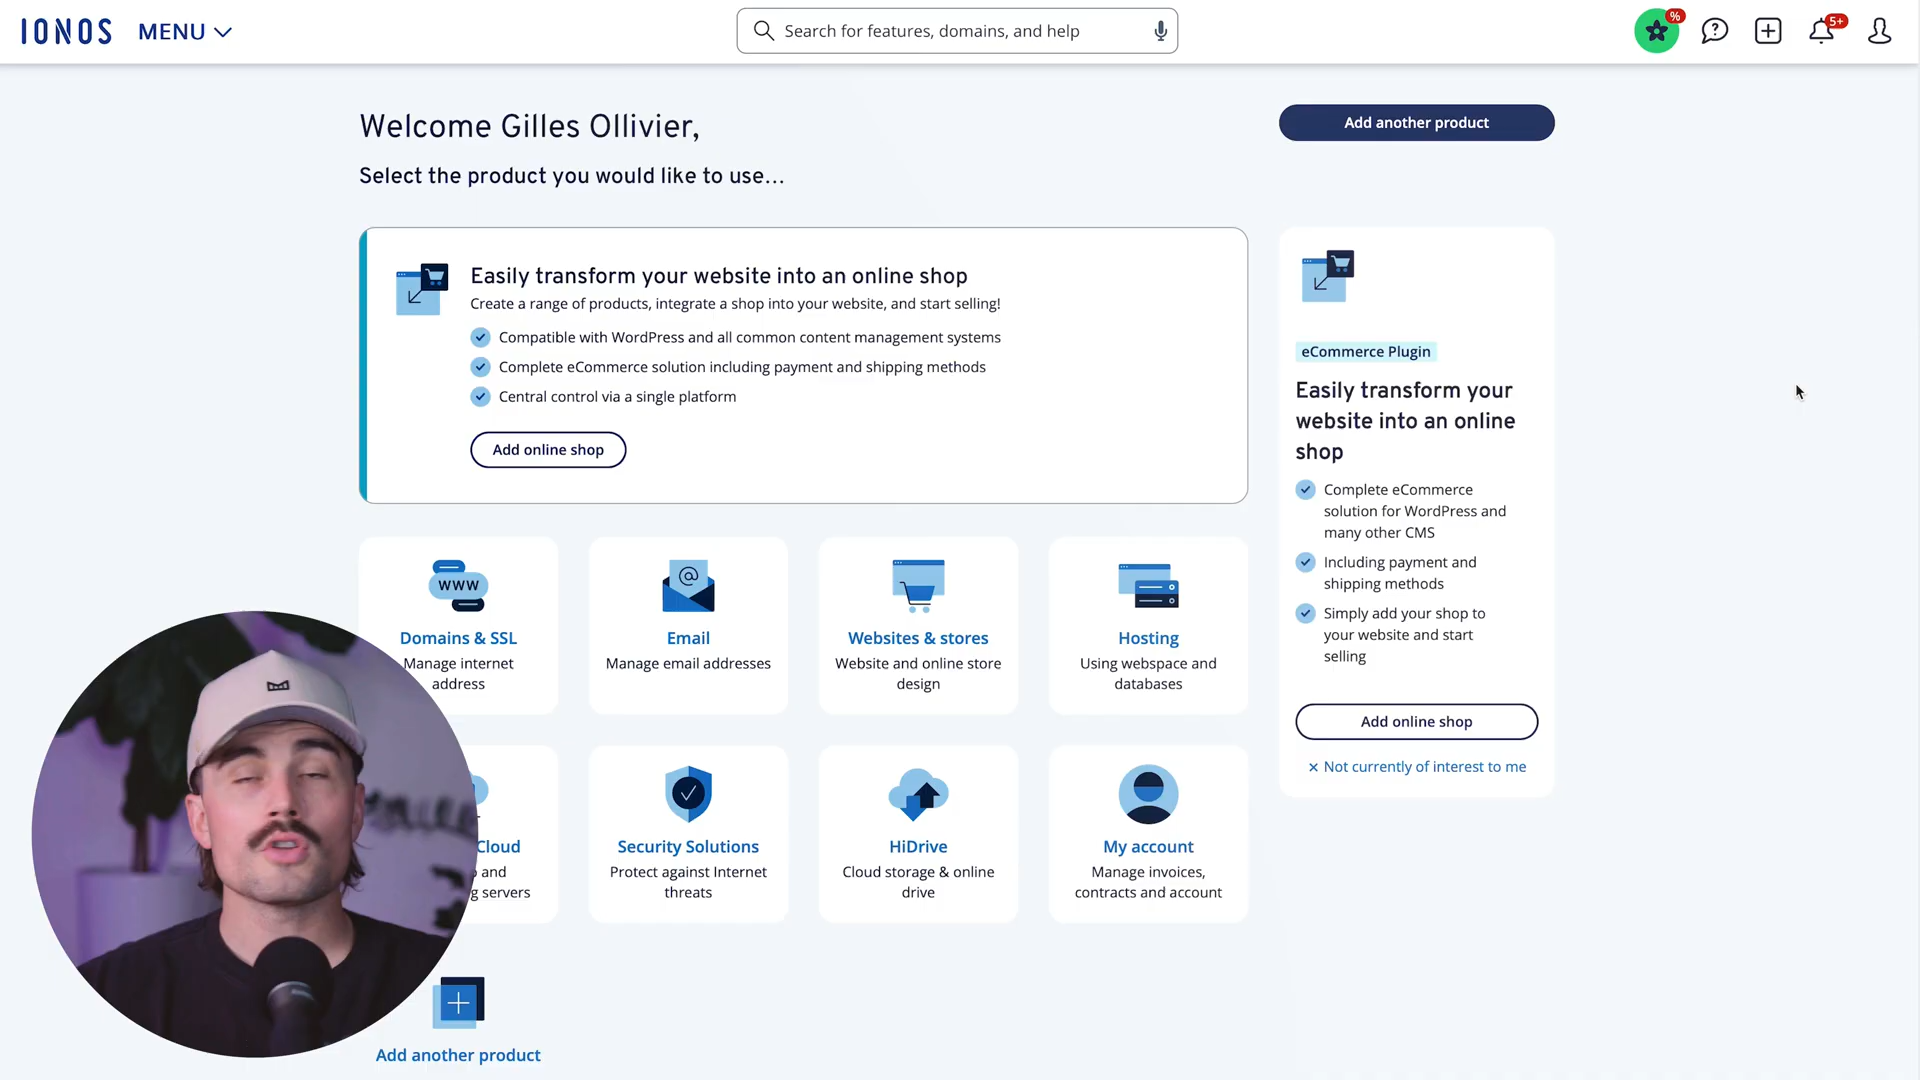 IONOS
MENU
Search for features, domains, and help
%
5+
Welcome Gilles Ollivier,
Select the product you would like to use...
Add another product
Easily transform your website into an online shop
Create a range of products, integrate a shop into your website, and start selling!
Compatible with WordPress and all common content management systems
Complete eCommerce solution including payment and shipping methods
Central control via a single platform
Add online shop
eCommerce Plugin
Easily transform your
website into an online
shop
Complete eCommerce
solution for WordPress and
many other CMS
Including payment and
shipping methods
Simply add your shop to
your website and start
selling
Add online shop
Not currently of interest to me
www
Domains & SSL
Manage internet
address
@
Email
Manage email addresses
Websites & stores
Website and online store
design
Hosting
Using webspace and
databases
Cloud
and
g servers
Security Solutions
Protect against Internet
threats
HiDrive
Cloud storage & online
drive
My account
Manage invoices,
contracts and account
Add another product